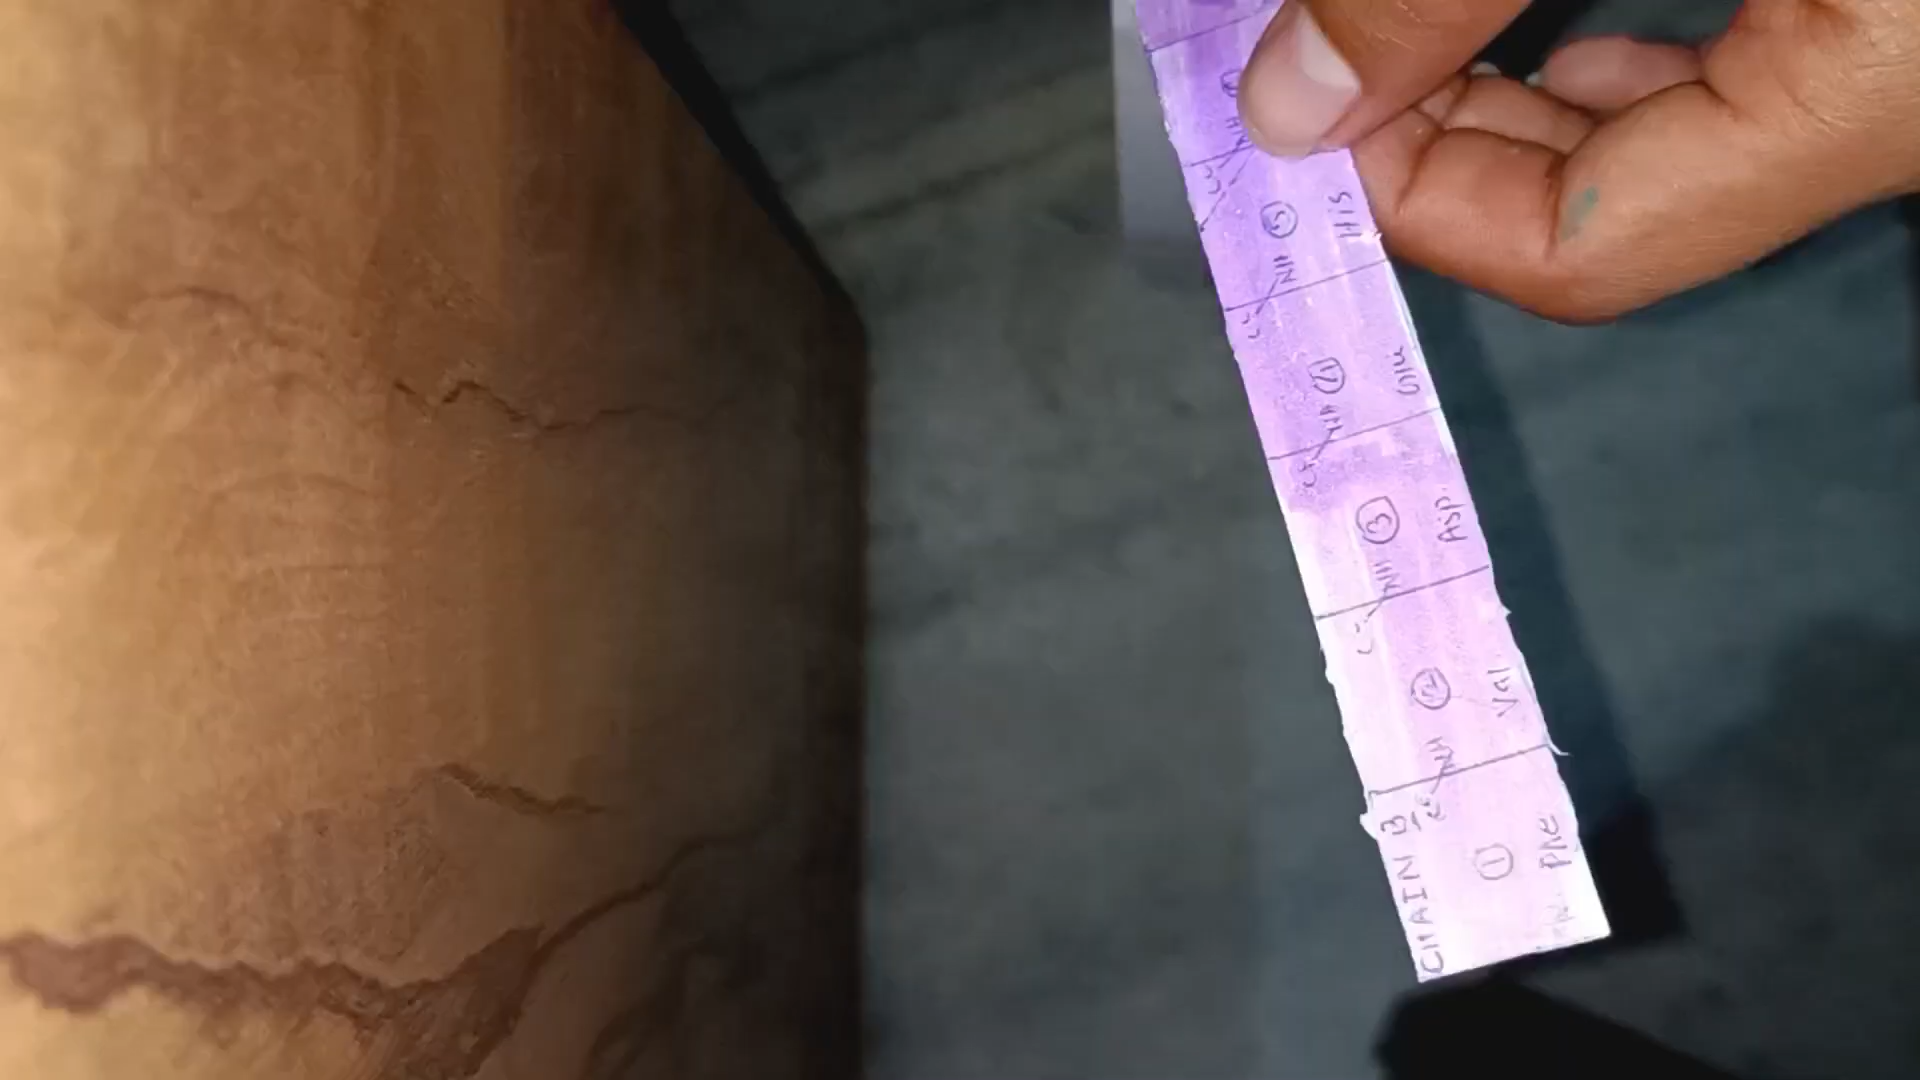 CHAIN B
① Phe
② Val
NH
③ Asp.
NH
④ Glu
NH
⑤ His
NH
NH